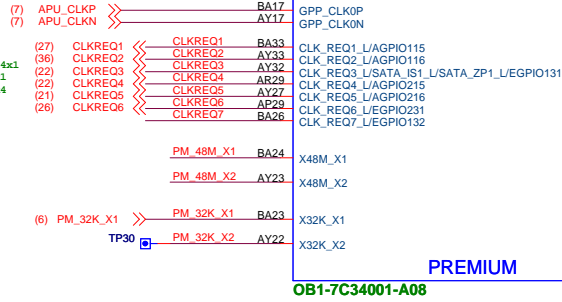 (7) APU_CLKP BA17 GPP_CLK0P
(7) APU_CLKN AY17 GPP_CLK0N
(27) CLKREQ1 CLKREQ1 BA33 CLK_REQ1_L/AGPIO115
(36) CLKREQ2 CLKREQ2 AY33 CLK_REQ2_L/AGPIO116
4x1 (22) CLKREQ3 CLKREQ3 AY32 CLK_REQ3_L/SATA_IS1_L/SATA_ZP1_L/EGPIO131
1 (22) CLKREQ4 CLKREQ4 AR29 CLK_REQ4_L/AGPIO215
4 (21) CLKREQ5 CLKREQ5 AY27 CLK_REQ5_L/AGPIO216
(26) CLKREQ6 CLKREQ6 AP29 CLK_REQ6_L/EGPIO231
CLKREQ7 BA26 CLK_REQ7_L/EGPIO132
PM_48M_X1 BA24 X48M_X1
PM_48M_X2 AY23 X48M_X2
(6) PM_32K_X1 PM_32K_X1 BA23 X32K_X1
TP30 PM_32K_X2 AY22 X32K_X2
PREMIUM
OB1-7C34001-A08